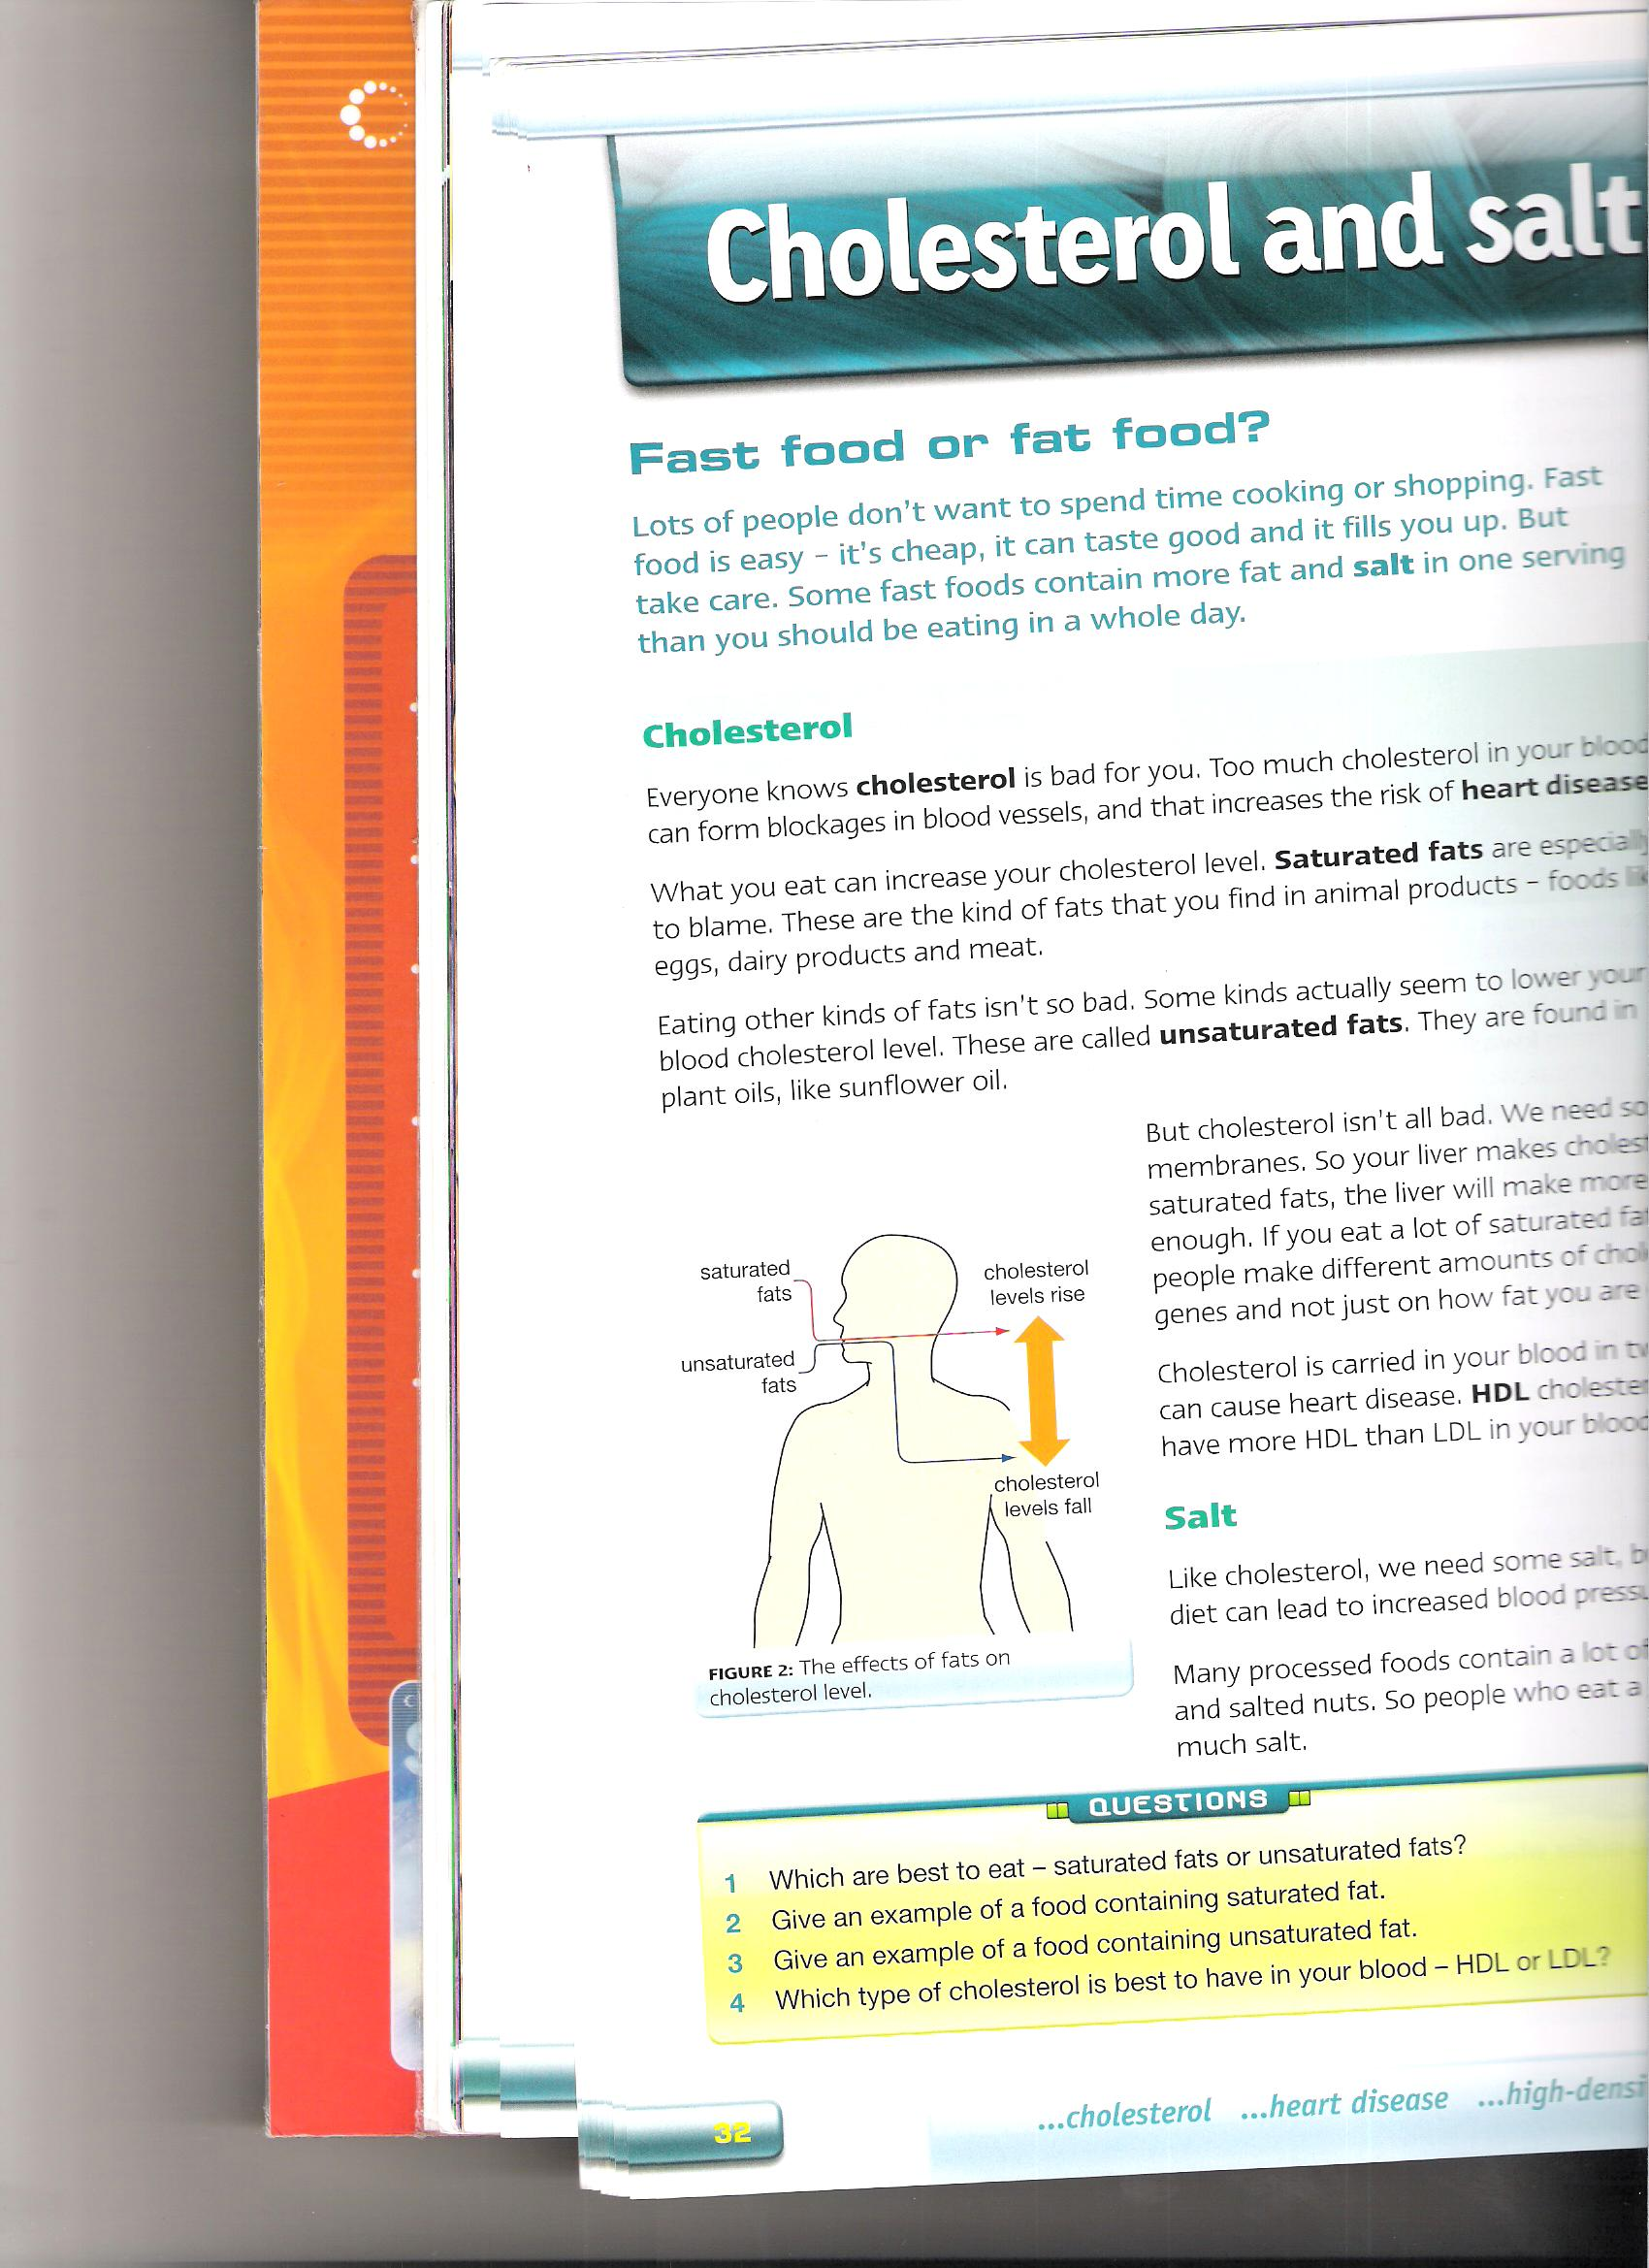 Cholesterol and salt
Fast food or fat food?
Lots of people don't want to spend time cooking or shopping. Fast
food is easy – it's cheap, it can taste good and it fills you up. But
take care. Some fast foods contain more fat and salt in one serving
than you should be eating in a whole day.
Cholesterol
Everyone knows cholesterol is bad for you. Too much cholesterol in your blood
can form blockages in blood vessels, and that increases the risk of heart disease
What you eat can increase your cholesterol level. Saturated fats are especially
to blame. These are the kind of fats that you find in animal products – foods
eggs, dairy products and meat.
Eating other kinds of fats isn't so bad. Some kinds actually seem to lower your
blood cholesterol level. These are called unsaturated fats. They are found in
plant oils, like sunflower oil.
But cholesterol isn't all bad. We need
membranes. So your liver makes
saturated fats, the liver will make more
enough. If you eat a lot of saturated
people make different amounts of
genes and not just on how fat you are
Cholesterol is carried in your blood in
can cause heart disease. HDL
have more HDL than LDL in your blood
saturated
fats
unsaturated
fats
cholesterol
levels rise
cholesterol
levels fall
FIGURE 2: The effects of fats on
cholesterol level.
Salt
Like cholesterol, we need some salt,
diet can lead to increased blood
Many processed foods contain a lot of
and salted nuts. So people who eat a
much salt.
QUESTIONS
1 Which are best to eat – saturated fats or unsaturated fats?
2 Give an example of a food containing saturated fat.
3 Give an example of a food containing unsaturated fat.
4 Which type of cholesterol is best to have in your blood – HDL or LDL?
32
...cholesterol ...heart disease ...high-densi